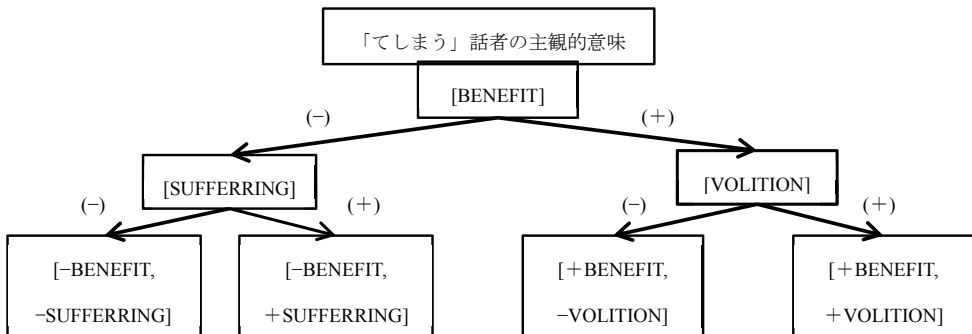 「てしまう」話者の主観的意味
[BENEFIT]
(−)
(＋)
[SUFFERRING]
[VOLITION]
(−)
(＋)
(−)
(＋)
[−BENEFIT,
−SUFFERRING]
[−BENEFIT,
＋SUFFERRING]
[＋BENEFIT,
−VOLITION]
[＋BENEFIT,
＋VOLITION]